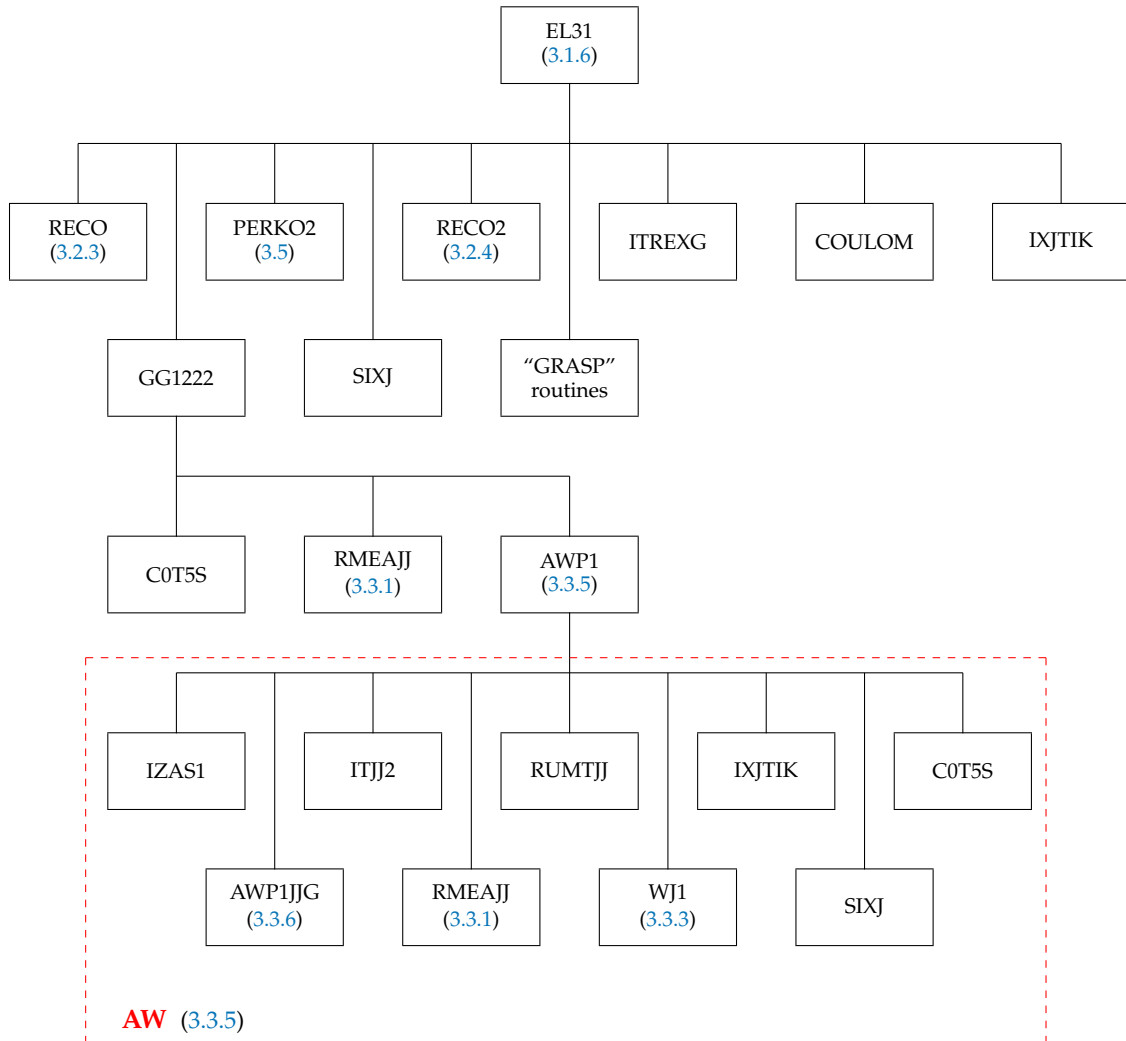 EL31
(3.1.6)
RECO
(3.2.3)
PERKO2
(3.5)
RECO2
(3.2.4)
ITREXG
COULOM
IXJTIK
GG1222
SIXJ
“GRASP”
routines
C0T5S
RMEAJJ
(3.3.1)
AWP1
(3.3.5)
IZAS1
ITJJ2
RUMTJJ
IXJTIK
C0T5S
AWP1JJG
(3.3.6)
RMEAJJ
(3.3.1)
WJ1
(3.3.3)
SIXJ
AW (3.3.5)